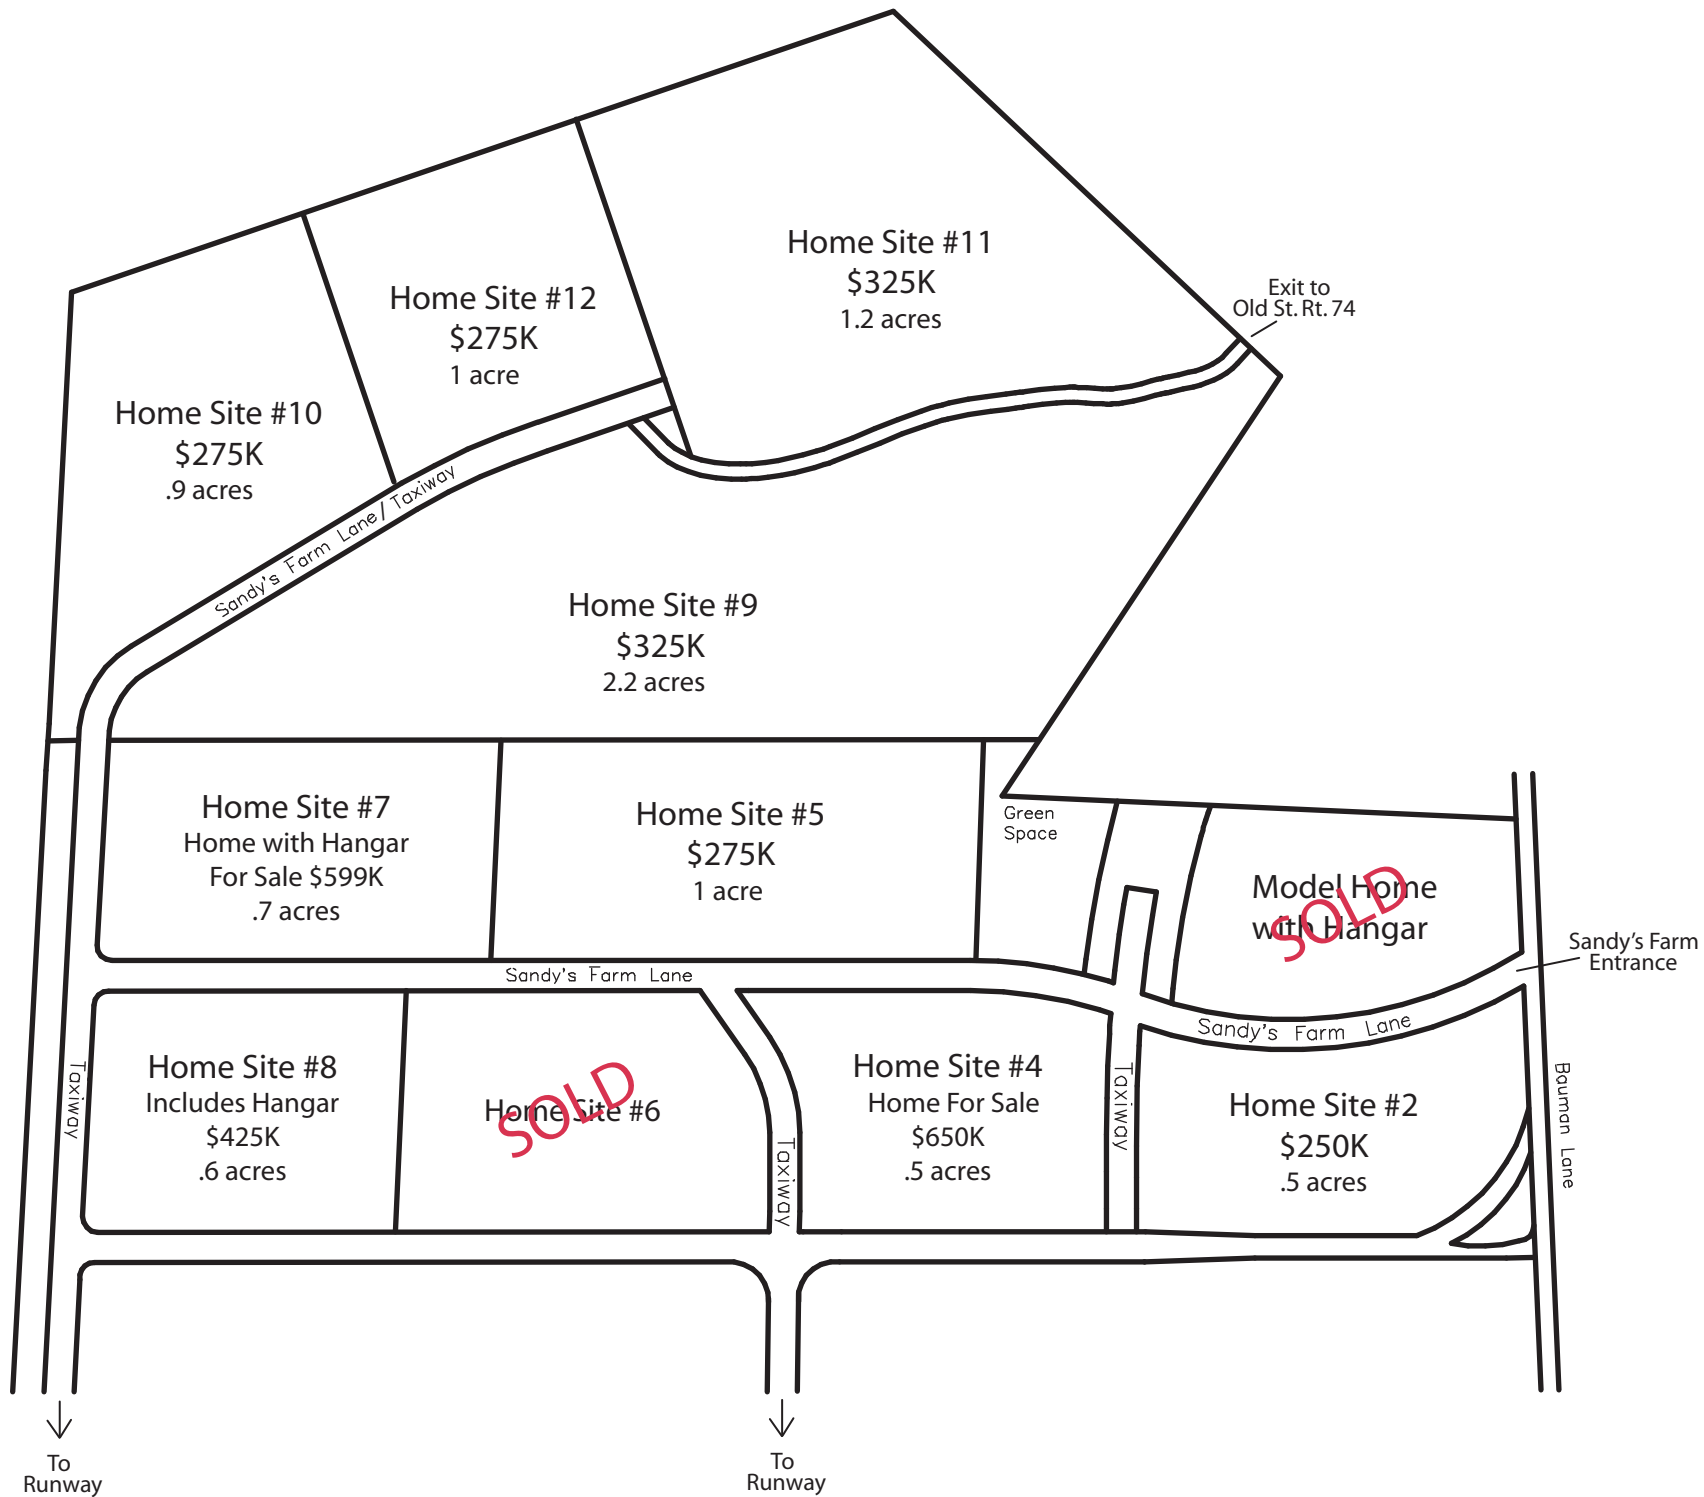 Home Site #11
$325K
1.2 acres
Exit to
Old St. Rt. 74
Home Site #12
$275K
1 acre
Home Site #10
$275K
.9 acres
Sandy's Farm Lane/Taxiway
Home Site #9
$325K
2.2 acres
Home Site #7
Home with Hangar
For Sale $599K
.7 acres
Home Site #5
$275K
1 acre
Green
Space
Model Home
with Hangar
SOLD
Sandy's Farm
Entrance
Sandy's Farm Lane
Sandy's Farm Lane
Taxiway
Home Site #8
Includes Hangar
$425K
.6 acres
Home Site #6
SOLD
Taxiway
Home Site #4
Home For Sale
$650K
.5 acres
Taxiway
Home Site #2
$250K
.5 acres
Bauman Lane
To
Runway
To
Runway